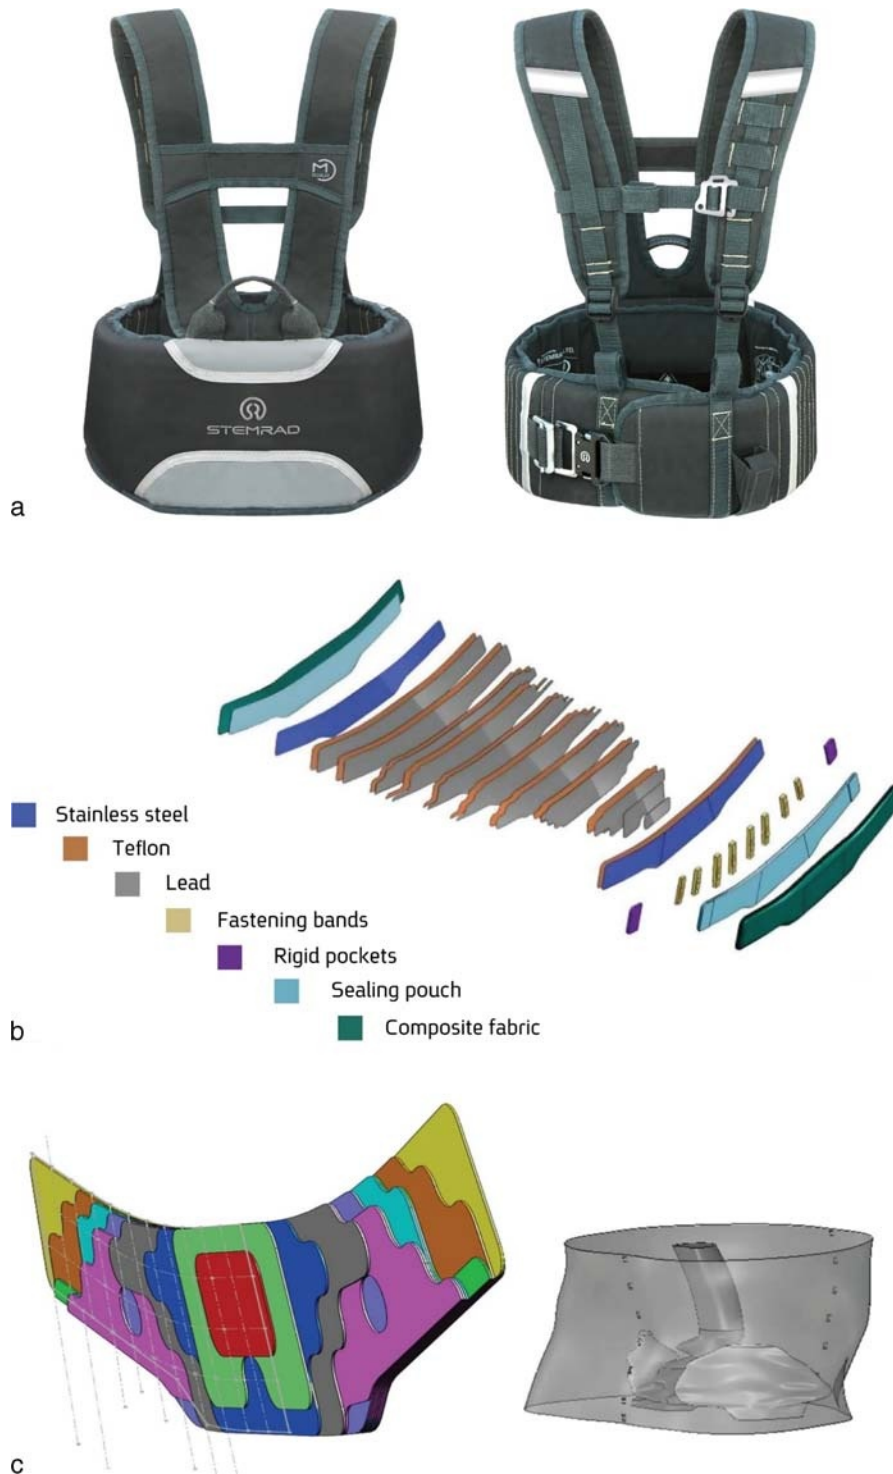 M
STEMRAD
a
Stainless steel
Teflon
Lead
Fastening bands
Rigid pockets
Sealing pouch
Composite fabric
b
c